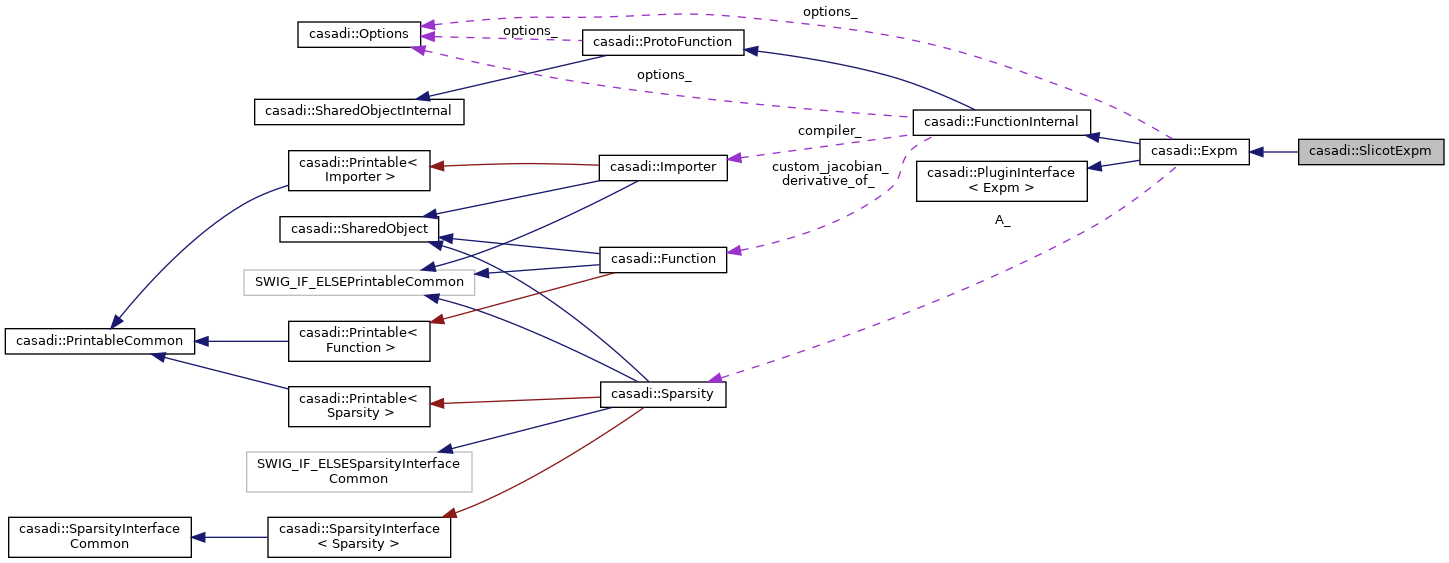 options_
casadi::Options
options_
casadi::ProtoFunction
options_
casadi::SharedObjectInternal
casadi::FunctionInternal
compiler_
casadi::Expm
casadi::SlicotExpm
casadi::Printable<
Importer >
casadi::Importer
custom_jacobian_
derivative_of_
casadi::PluginInterface
< Expm >
A_
casadi::SharedObject
casadi::Function
SWIG_IF_ELSEPrintableCommon
casadi::PrintableCommon
casadi::Printable<
Function >
casadi::Printable<
Sparsity >
casadi::Sparsity
SWIG_IF_ELSESparsityInterface
Common
casadi::SparsityInterface
Common
casadi::SparsityInterface
< Sparsity >